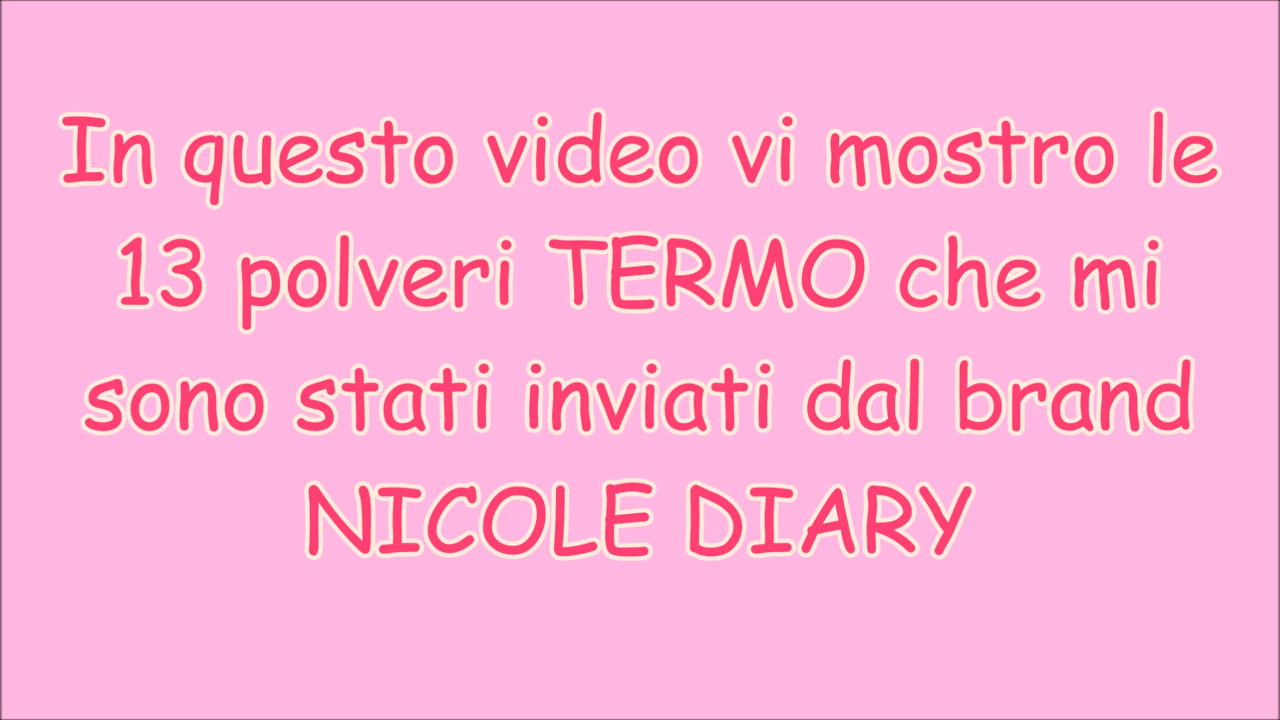 In questo video vi mostro le
13 polveri TERMO che mi
sono stati inviati dal brand
NICOLE DIARY